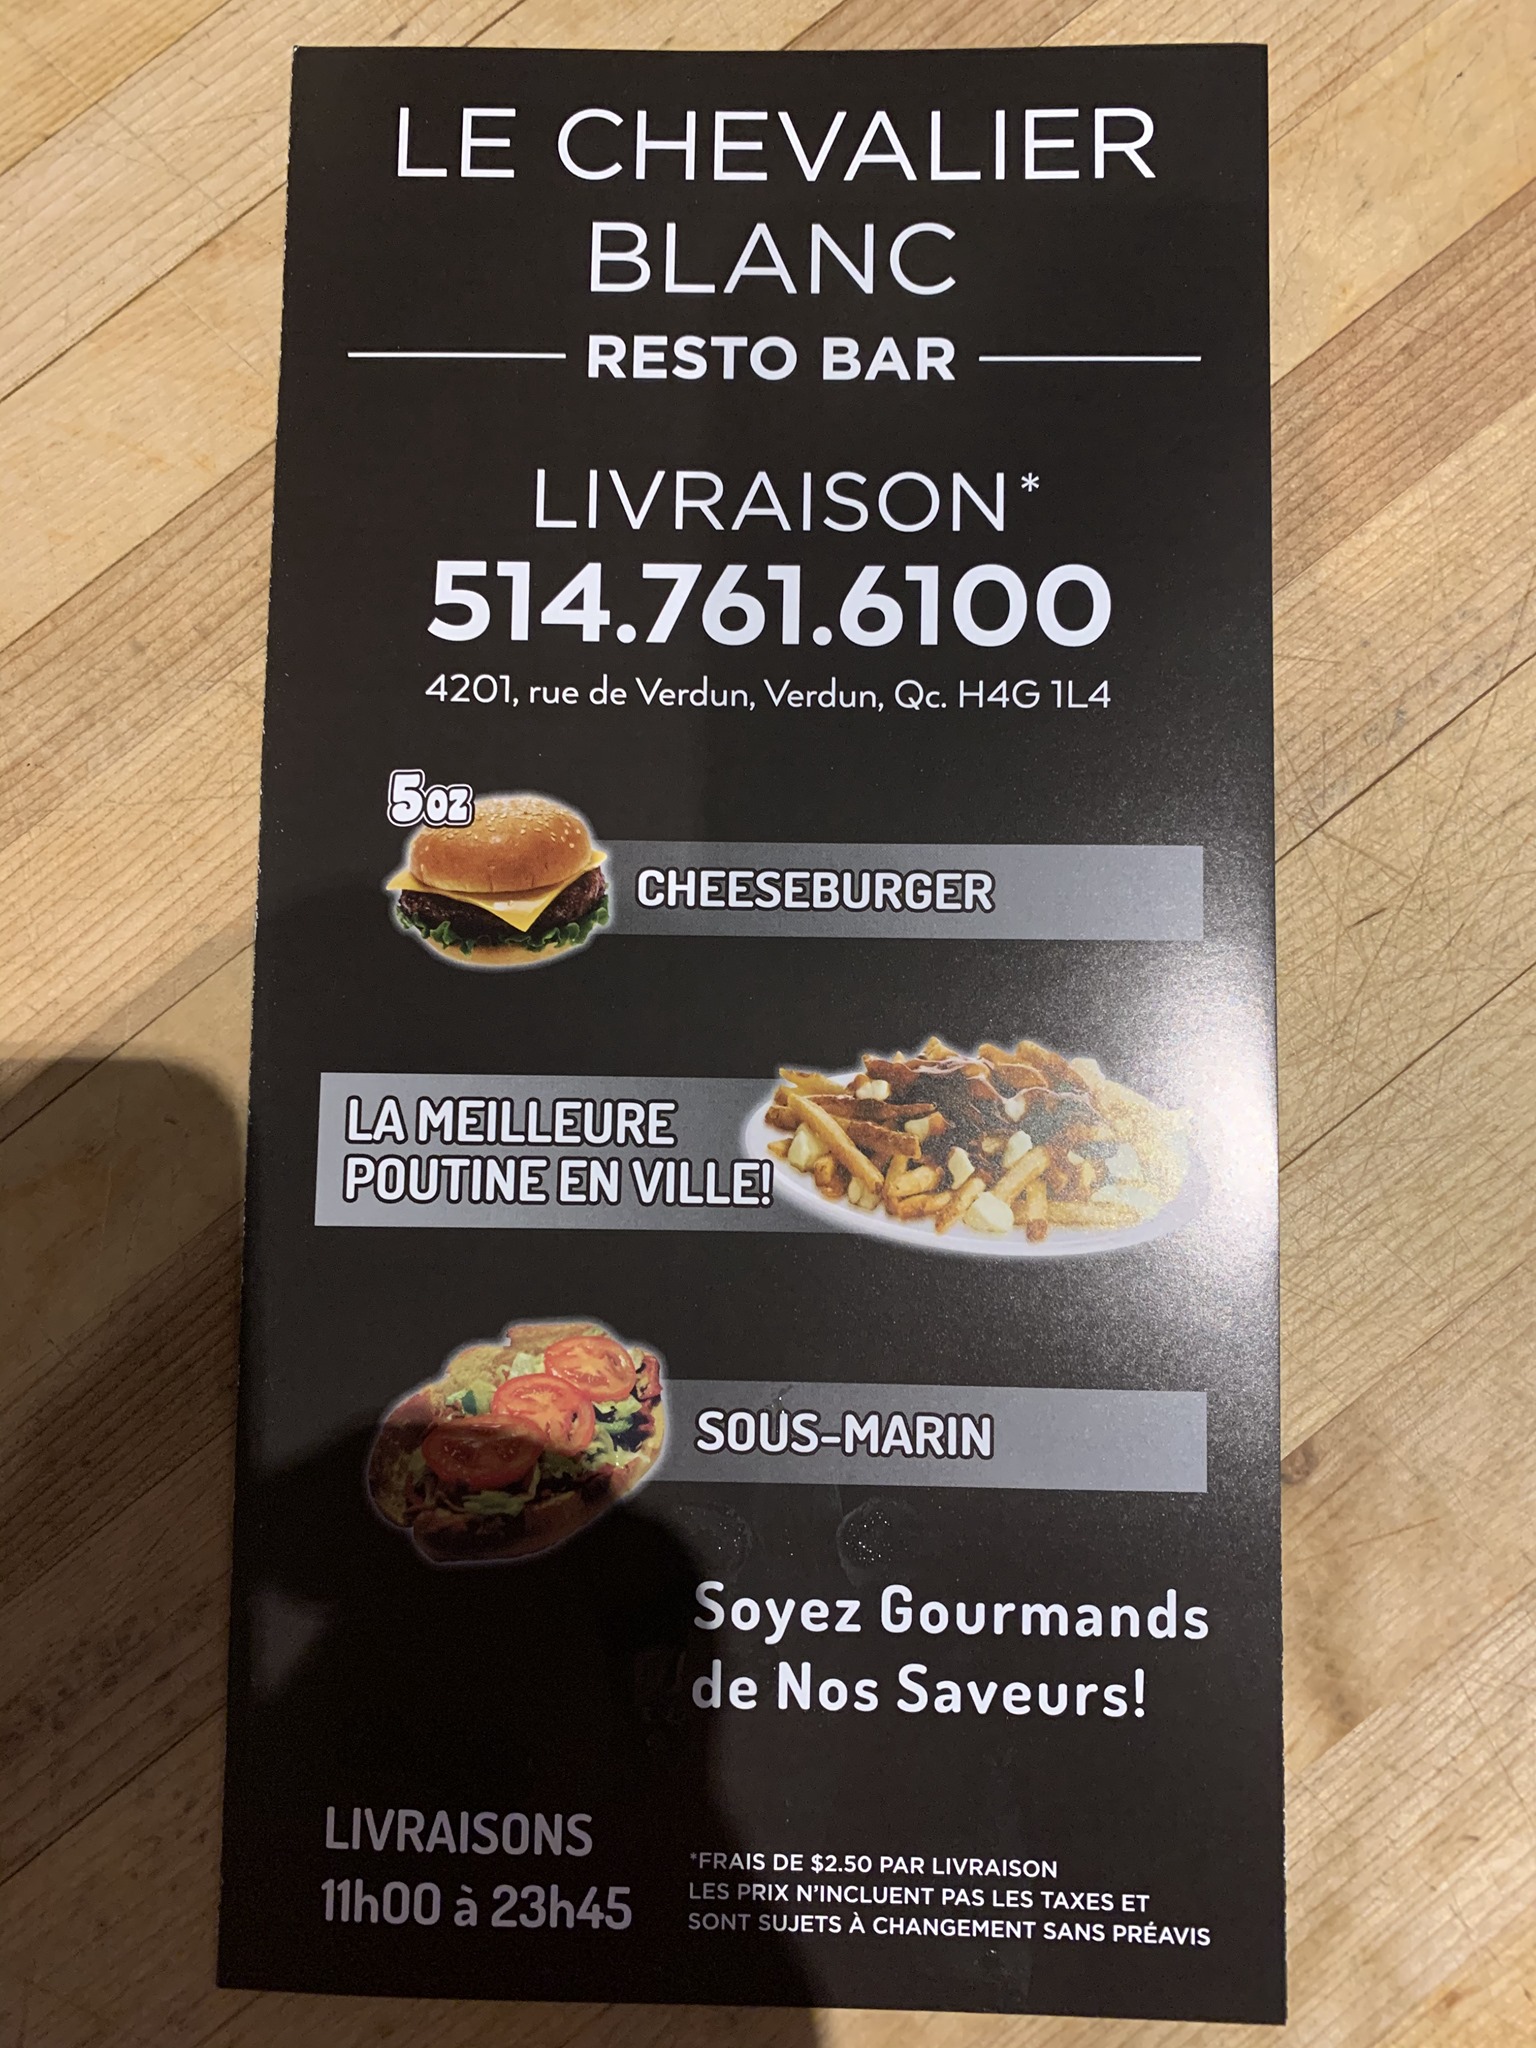 LE CHEVALIER
BLANC
RESTO BAR
LIVRAISON*
514.761.6100
4201, rue de Verdun, Verdun, Qc. H4G 1L4
5oz
CHEESEBURGER
LA MEILLEURE
POUTINE EN VILLE!
SOUS-MARIN
Soyez Gourmands
de Nos Saveurs!
LIVRAISONS
11h00 à 23h45
*FRAIS DE $2.50 PAR LIVRAISON
LES PRIX N'INCLUENT PAS LES TAXES ET
SONT SUJETS À CHANGEMENT SANS PRÉAVIS